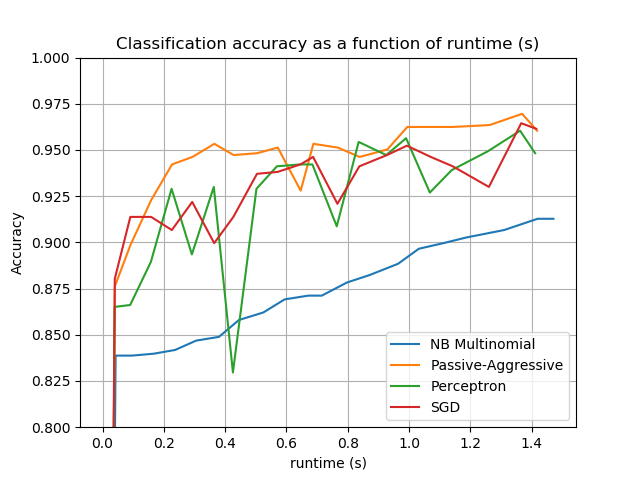 Classification accuracy as a function of runtime (s)
1.000
0.975
0.950
0.925
0.900
0.875
0.850
0.825
0.800
Accuracy
NB Multinomial
Passive-Aggressive
Perceptron
SGD
0.0 0.2 0.4 0.6 0.8 1.0 1.2 1.4
runtime (s)